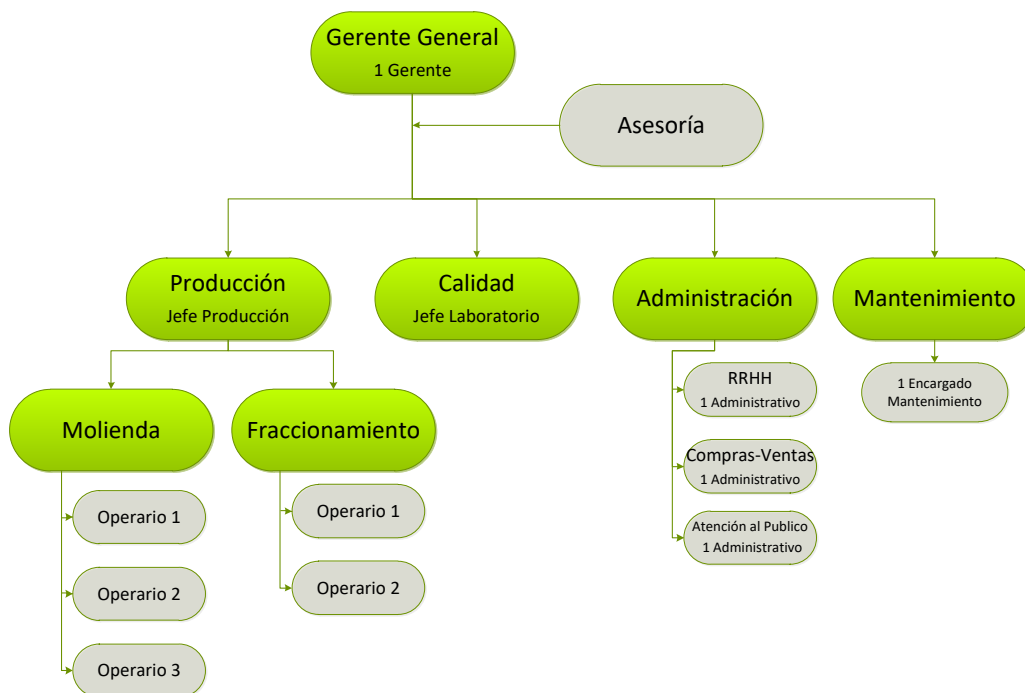 Gerente General
1 Gerente
Asesoría
Producción
Jefe Producción
Calidad
Jefe Laboratorio
Administración
Mantenimiento
RRHH
1 Administrativo
1 Encargado
Mantenimiento
Molienda
Fraccionamiento
Compras-Ventas
1 Administrativo
Operario 1
Operario 1
Atención al Publico
1 Administrativo
Operario 2
Operario 2
Operario 3